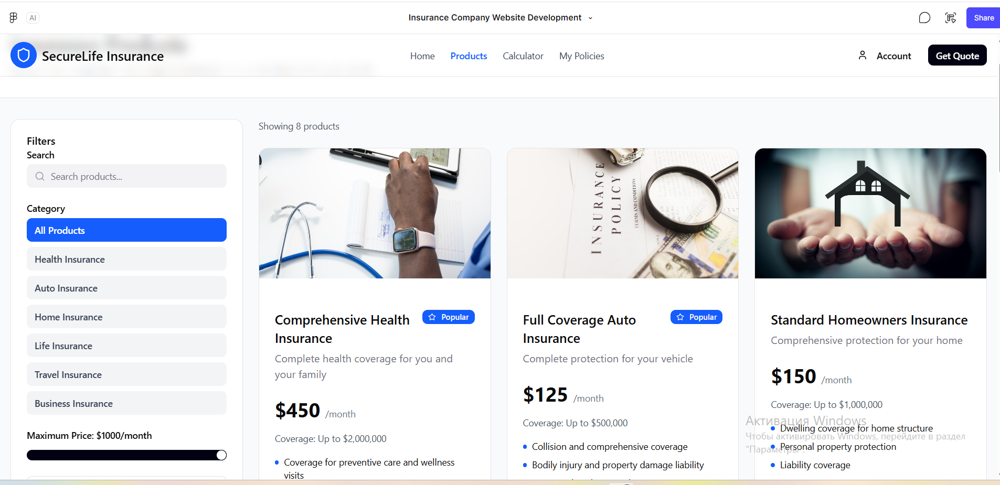 AI
Insurance Company Website Development
Share
SecureLife Insurance
Home
Products
Calculator
My Policies
Account
Get Quote
Showing 8 products
Filters
Search
Search products...
Category
All Products
Health Insurance
Auto Insurance
Home Insurance
Life Insurance
Travel Insurance
Business Insurance
Maximum Price: $1000/month
Comprehensive Health
Insurance
Popular
Complete health coverage for you and
your family
$450 /month
Coverage: Up to $2,000,000
Coverage for preventive care and wellness
visits
INSURANCE
POLICY
TERMS AND CONDITIONS
Full Coverage Auto
Insurance
Popular
Complete protection for your vehicle
$125 /month
Coverage: Up to $500,000
Collision and comprehensive coverage
Bodily injury and property damage liability
Standard Homeowners Insurance
Comprehensive protection for your home
$150 /month
Coverage: Up to $1,000,000
Dwelling coverage for home structure
Personal property protection
Liability coverage
Активация Windows
Чтобы активировать Windows, перейдите в раздел
"Параметры".